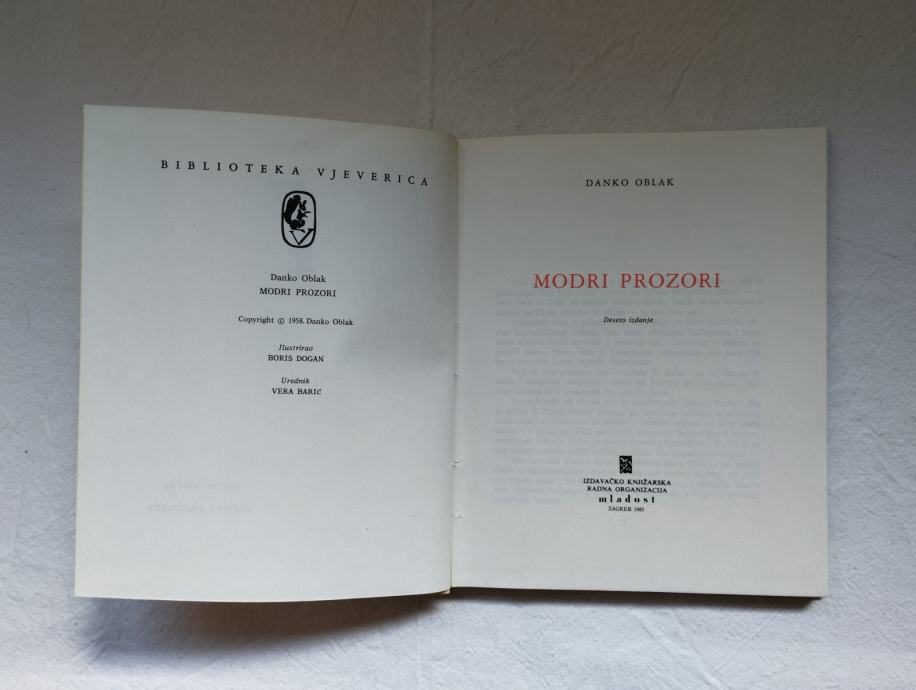 BIBLIOTEKA VJEVERICA
Danko Oblak
MODRI PROZORI
Copyright © 1958. Danko Oblak
Ilustrirao
BORIS DOGAN
Urednik
VERA BARIĆ
DANKO OBLAK
MODRI PROZORI
Deseto izdanje
IZDAVAČKO KNJIŽARSKA
RADNA ORGANIZACIJA
mladost
ZAGREB 1985